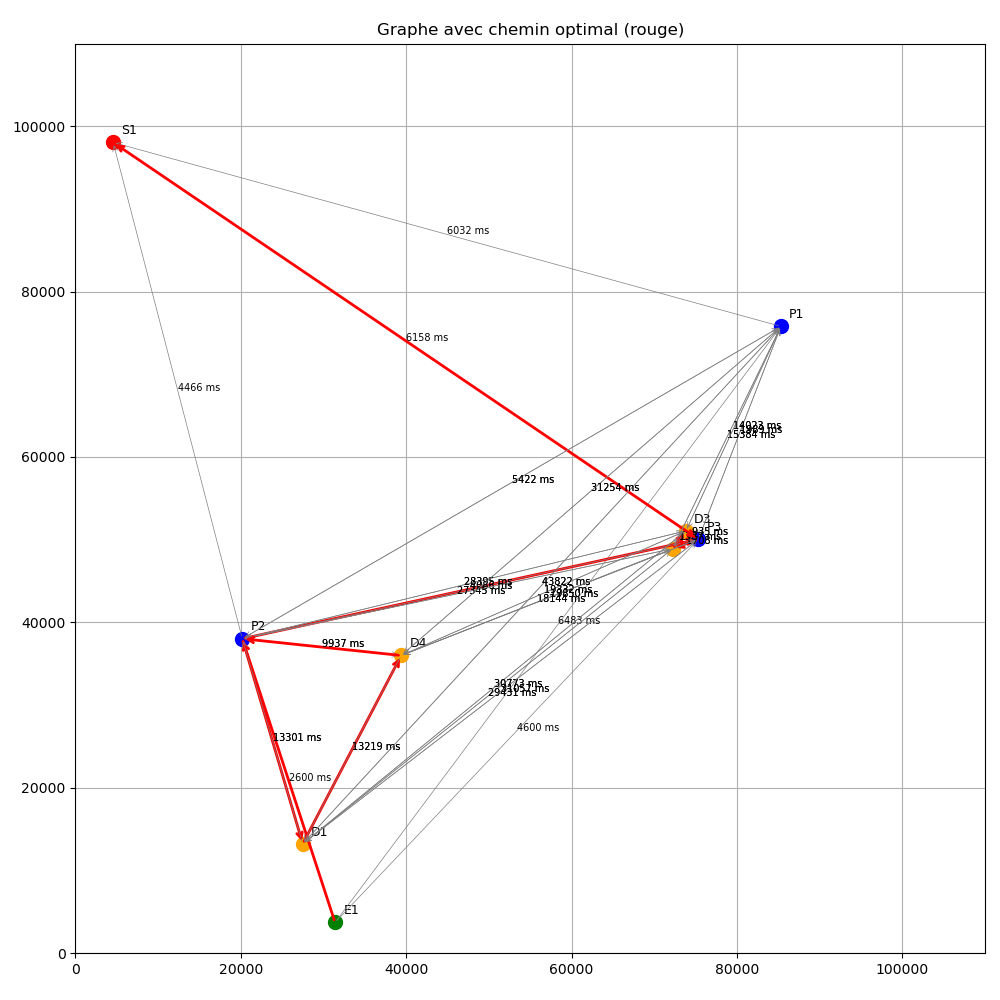 Graphe avec chemin optimal (rouge)
100000
80000
60000
40000
20000
0
S1
6032 ms
P1
6158 ms
4466 ms
14023 ms
15384 ms
5422 ms
31254 ms
D3
P3
28395 ms
27345 ms
43822 ms
18144 ms
6483 ms
P2
9937 ms
D4
30773 ms
29431 ms
4600 ms
13301 ms
13219 ms
2600 ms
D1
E1
0
20000
40000
60000
80000
100000